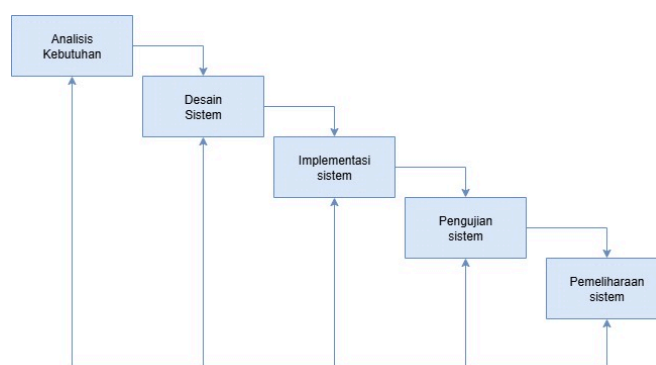 Analisis
Kebutuhan
Desain
Sistem
Implementasi
sistem
Pengujian
sistem
Pemeliharaan
sistem